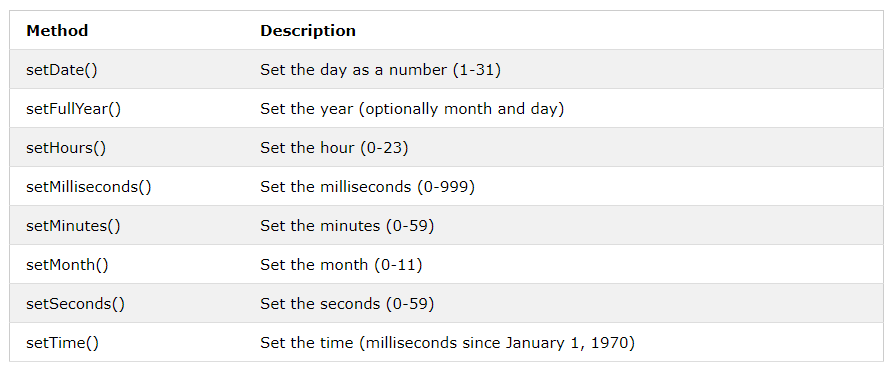 Method Description
setDate() Set the day as a number (1-31)
setFullYear() Set the year (optionally month and day)
setHours() Set the hour (0-23)
setMilliseconds() Set the milliseconds (0-999)
setMinutes() Set the minutes (0-59)
setMonth() Set the month (0-11)
setSeconds() Set the seconds (0-59)
setTime() Set the time (milliseconds since January 1, 1970)